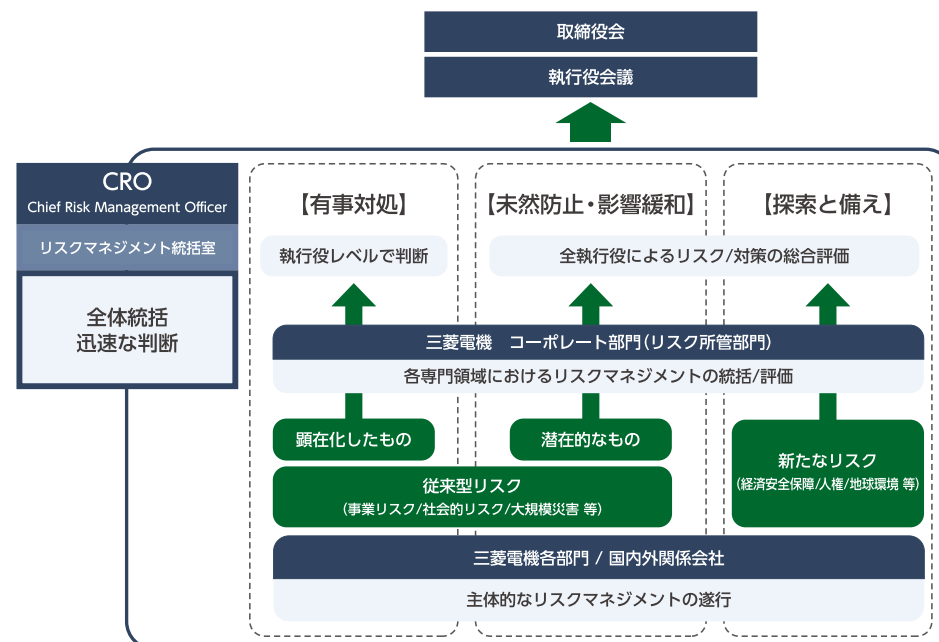 取締役会
執行役会議
CRO
Chief Risk Management Officer
リスクマネジメント統括室
全体統括
迅速な判断
【有事対処】
【未然防止・影響緩和】
【探索と備え】
執行役レベルで判断
全執行役によるリスク/対策の総合評価
三菱電機　コーポレート部門(リスク所管部門)
各専門領域におけるリスクマネジメントの統括/評価
顕在化したもの
潜在的なもの
従来型リスク
(事業リスク/社会的リスク/大規模災害 等)
新たなリスク
(経済安全保障/人権/地球環境 等)
三菱電機各部門 / 国内外関係会社
主体的なリスクマネジメントの遂行